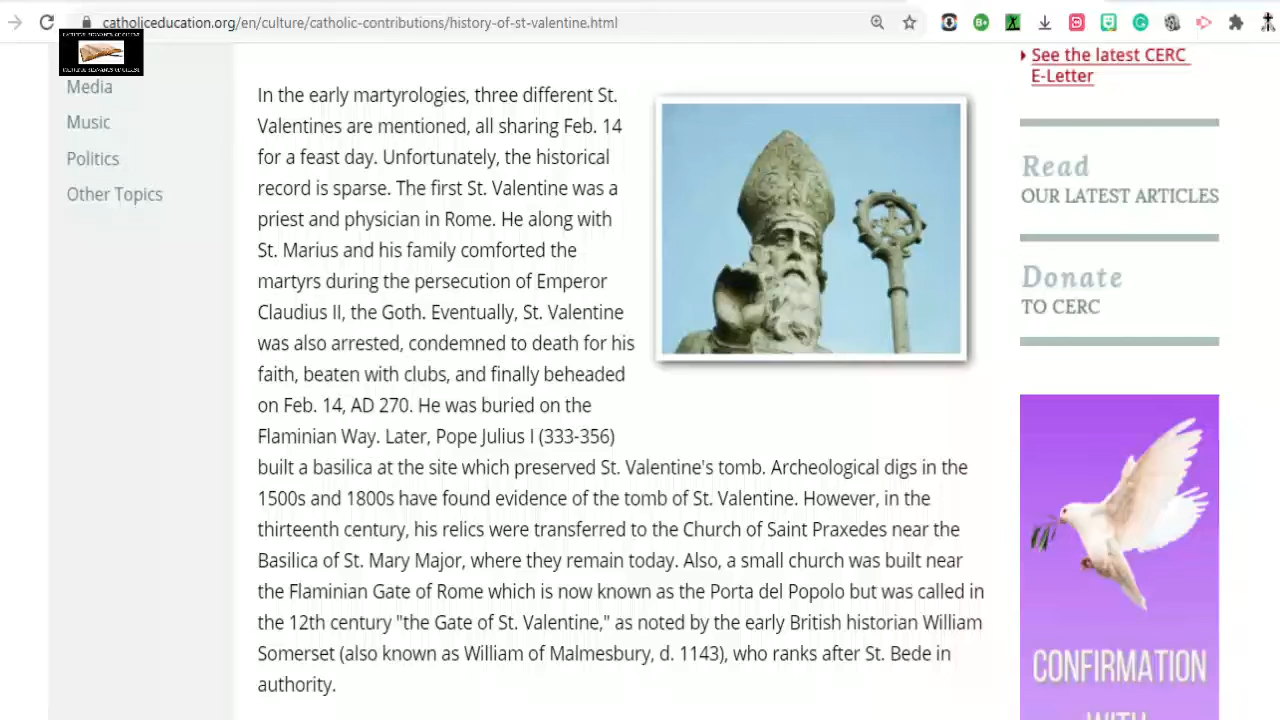 catholiceducation.org/en/culture/catholic-contributions/history-of-st-valentine.html
Media
Music
Politics
Other Topics
In the early martyrologies, three different St.
Valentines are mentioned, all sharing Feb. 14
for a feast day. Unfortunately, the historical
record is sparse. The first St. Valentine was a
priest and physician in Rome. He along with
St. Marius and his family comforted the
martyrs during the persecution of Emperor
Claudius II, the Goth. Eventually, St. Valentine
was also arrested, condemned to death for his
faith, beaten with clubs, and finally beheaded
on Feb. 14, AD 270. He was buried on the
Flaminian Way. Later, Pope Julius I (333-356)
built a basilica at the site which preserved St. Valentine's tomb. Archeological digs in the
1500s and 1800s have found evidence of the tomb of St. Valentine. However, in the
thirteenth century, his relics were transferred to the Church of Saint Praxedes near the
Basilica of St. Mary Major, where they remain today. Also, a small church was built near
the Flaminian Gate of Rome which is now known as the Porta del Popolo but was called in
the 12th century "the Gate of St. Valentine," as noted by the early British historian William
Somerset (also known as William of Malmesbury, d. 1143), who ranks after St. Bede in
authority.
See the latest CERC
E-Letter
Read
OUR LATEST ARTICLES
Donate
TO CERC
CONFIRMATION
WITH